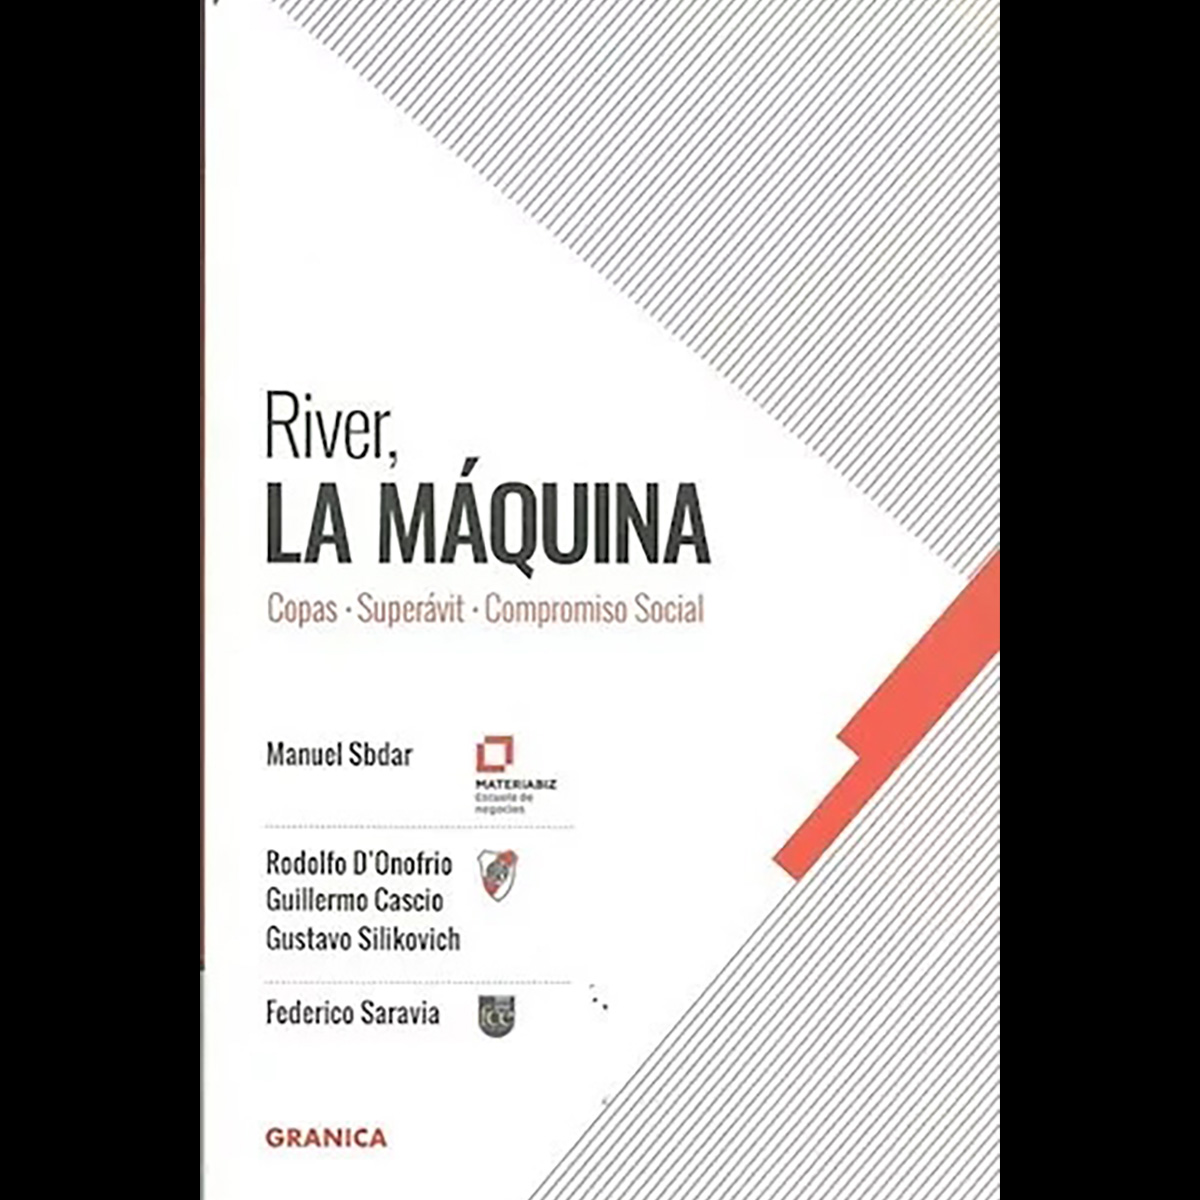 River,
LA MÁQUINA
Copas · Superávit · Compromiso Social
Manuel Sbdar
MATERIABIZ
Escuela de
negocios
Rodolfo D'Onofrio
Guillermo Cascio
Gustavo Silikovich
Federico Saravia
GRANICA